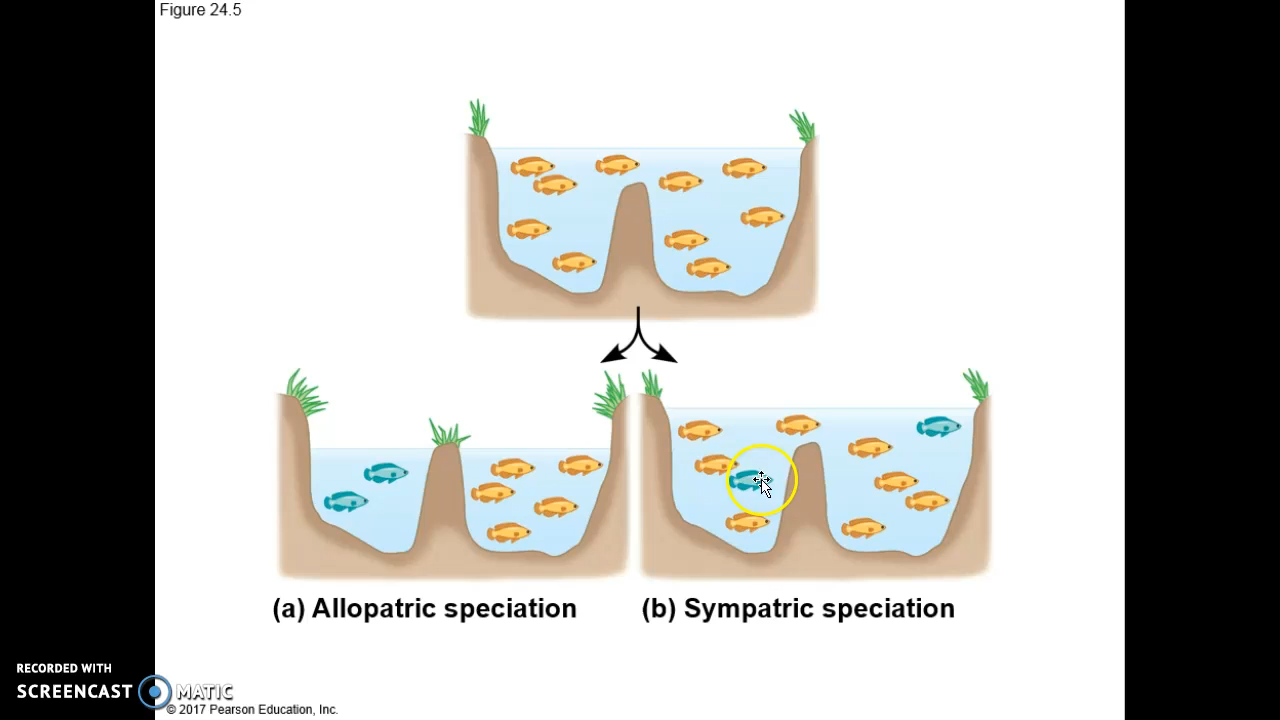 Figure 24.5
(a) Allopatric speciation
(b) Sympatric speciation
RECORDED WITH
SCREENCAST MATIC
© 2017 Pearson Education, Inc.